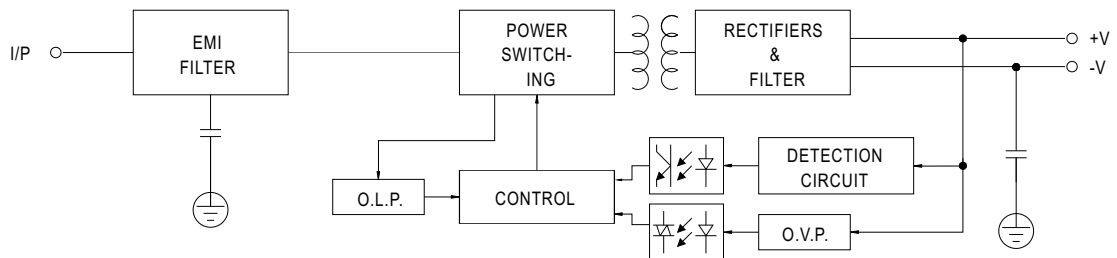 I/P
EMI
FILTER
POWER
SWITCH-
ING
RECTIFIERS
&
FILTER
+V
-V
O.L.P.
CONTROL
DETECTION
CIRCUIT
O.V.P.